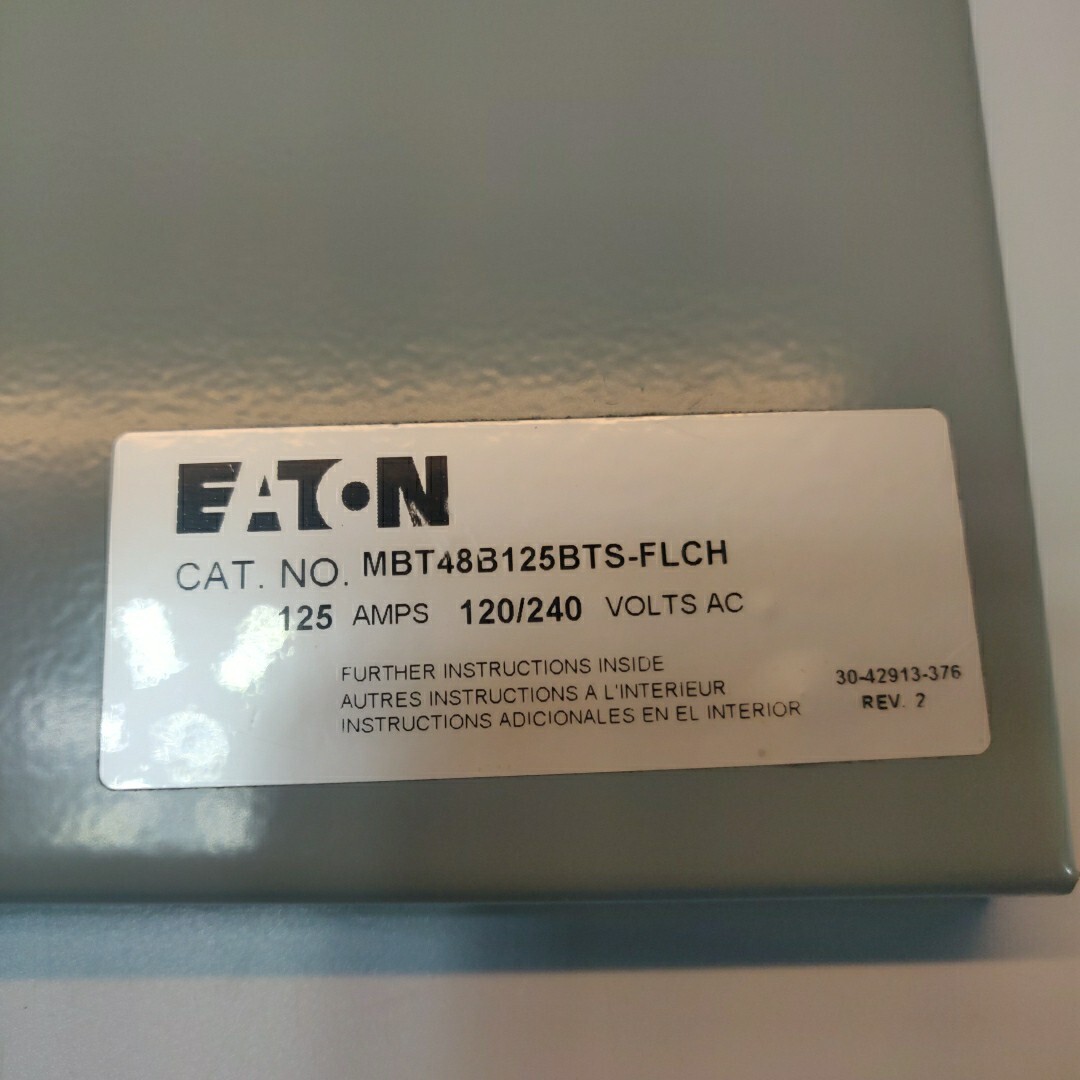 EATON
CAT. NO. MBT48B125BTS-FLCH
125 AMPS 120/240 VOLTS AC
FURTHER INSTRUCTIONS INSIDE
AUTRES INSTRUCTIONS A L'INTERIEUR
INSTRUCTIONS ADICIONALES EN EL INTERIOR
30-42913-376
REV. 2